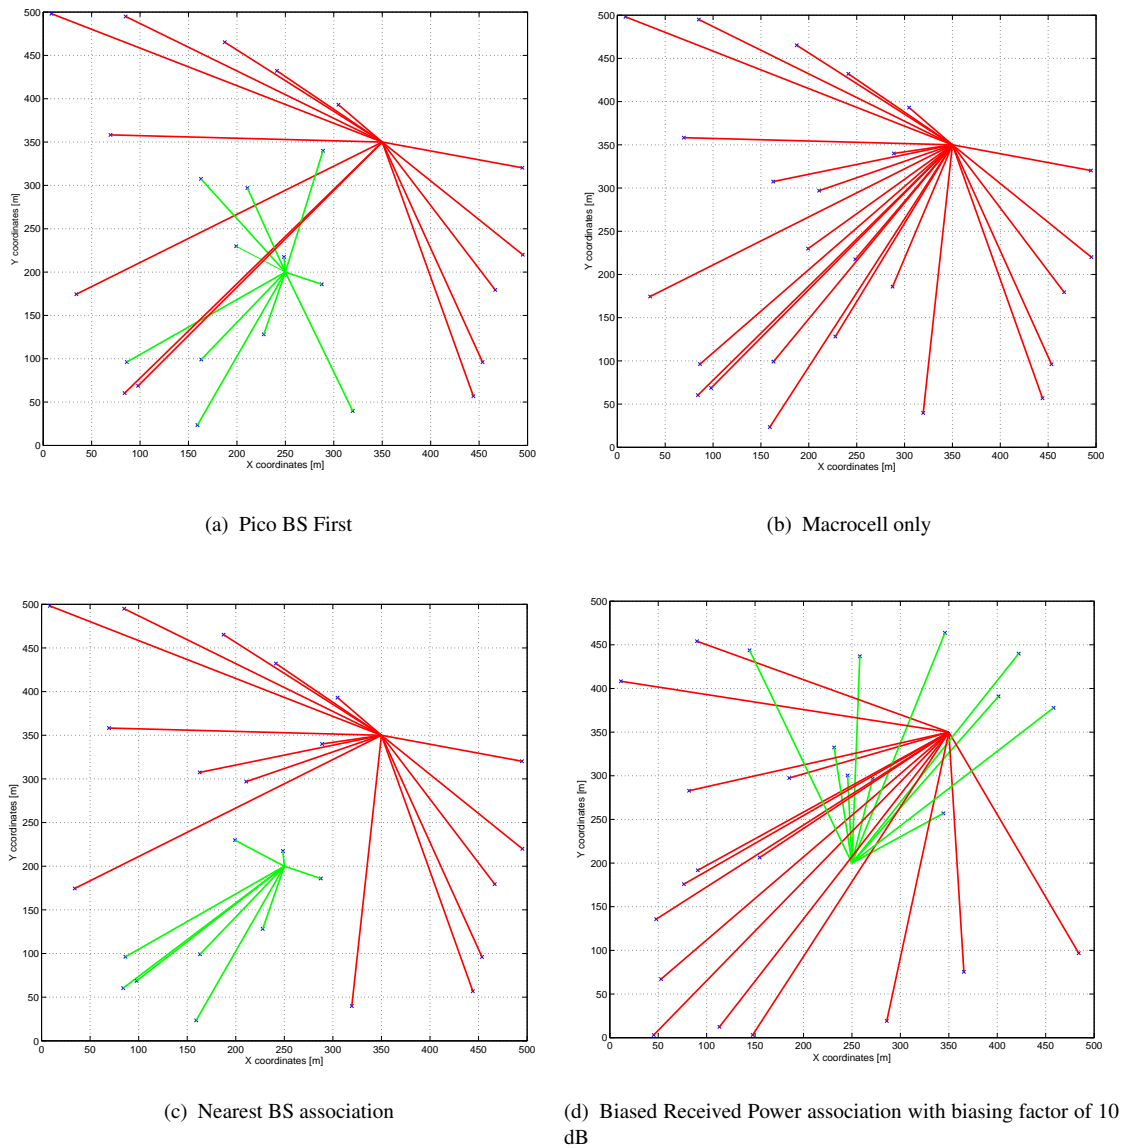 500
450
400
350
300
250
200
150
100
50
0
Y coordinates [m]
0 50 100 150 200 250 300 350 400 450 500
X coordinates [m]
(a) Pico BS First
500
450
400
350
300
250
200
150
100
50
0
Y coordinates [m]
0 50 100 150 200 250 300 350 400 450 500
X coordinates [m]
(b) Macrocell only
500
450
400
350
300
250
200
150
100
50
0
Y ccordinates [m]
0 50 100 150 200 250 300 350 400 450 500
X coordinates [m]
(c) Nearest BS association
500
450
400
350
300
250
200
150
100
50
0
Y coordinates [m]
0 50 100 150 200 250 300 350 400 450 500
X coordinates [m]
(d) Biased Received Power association with biasing factor of 10
dB